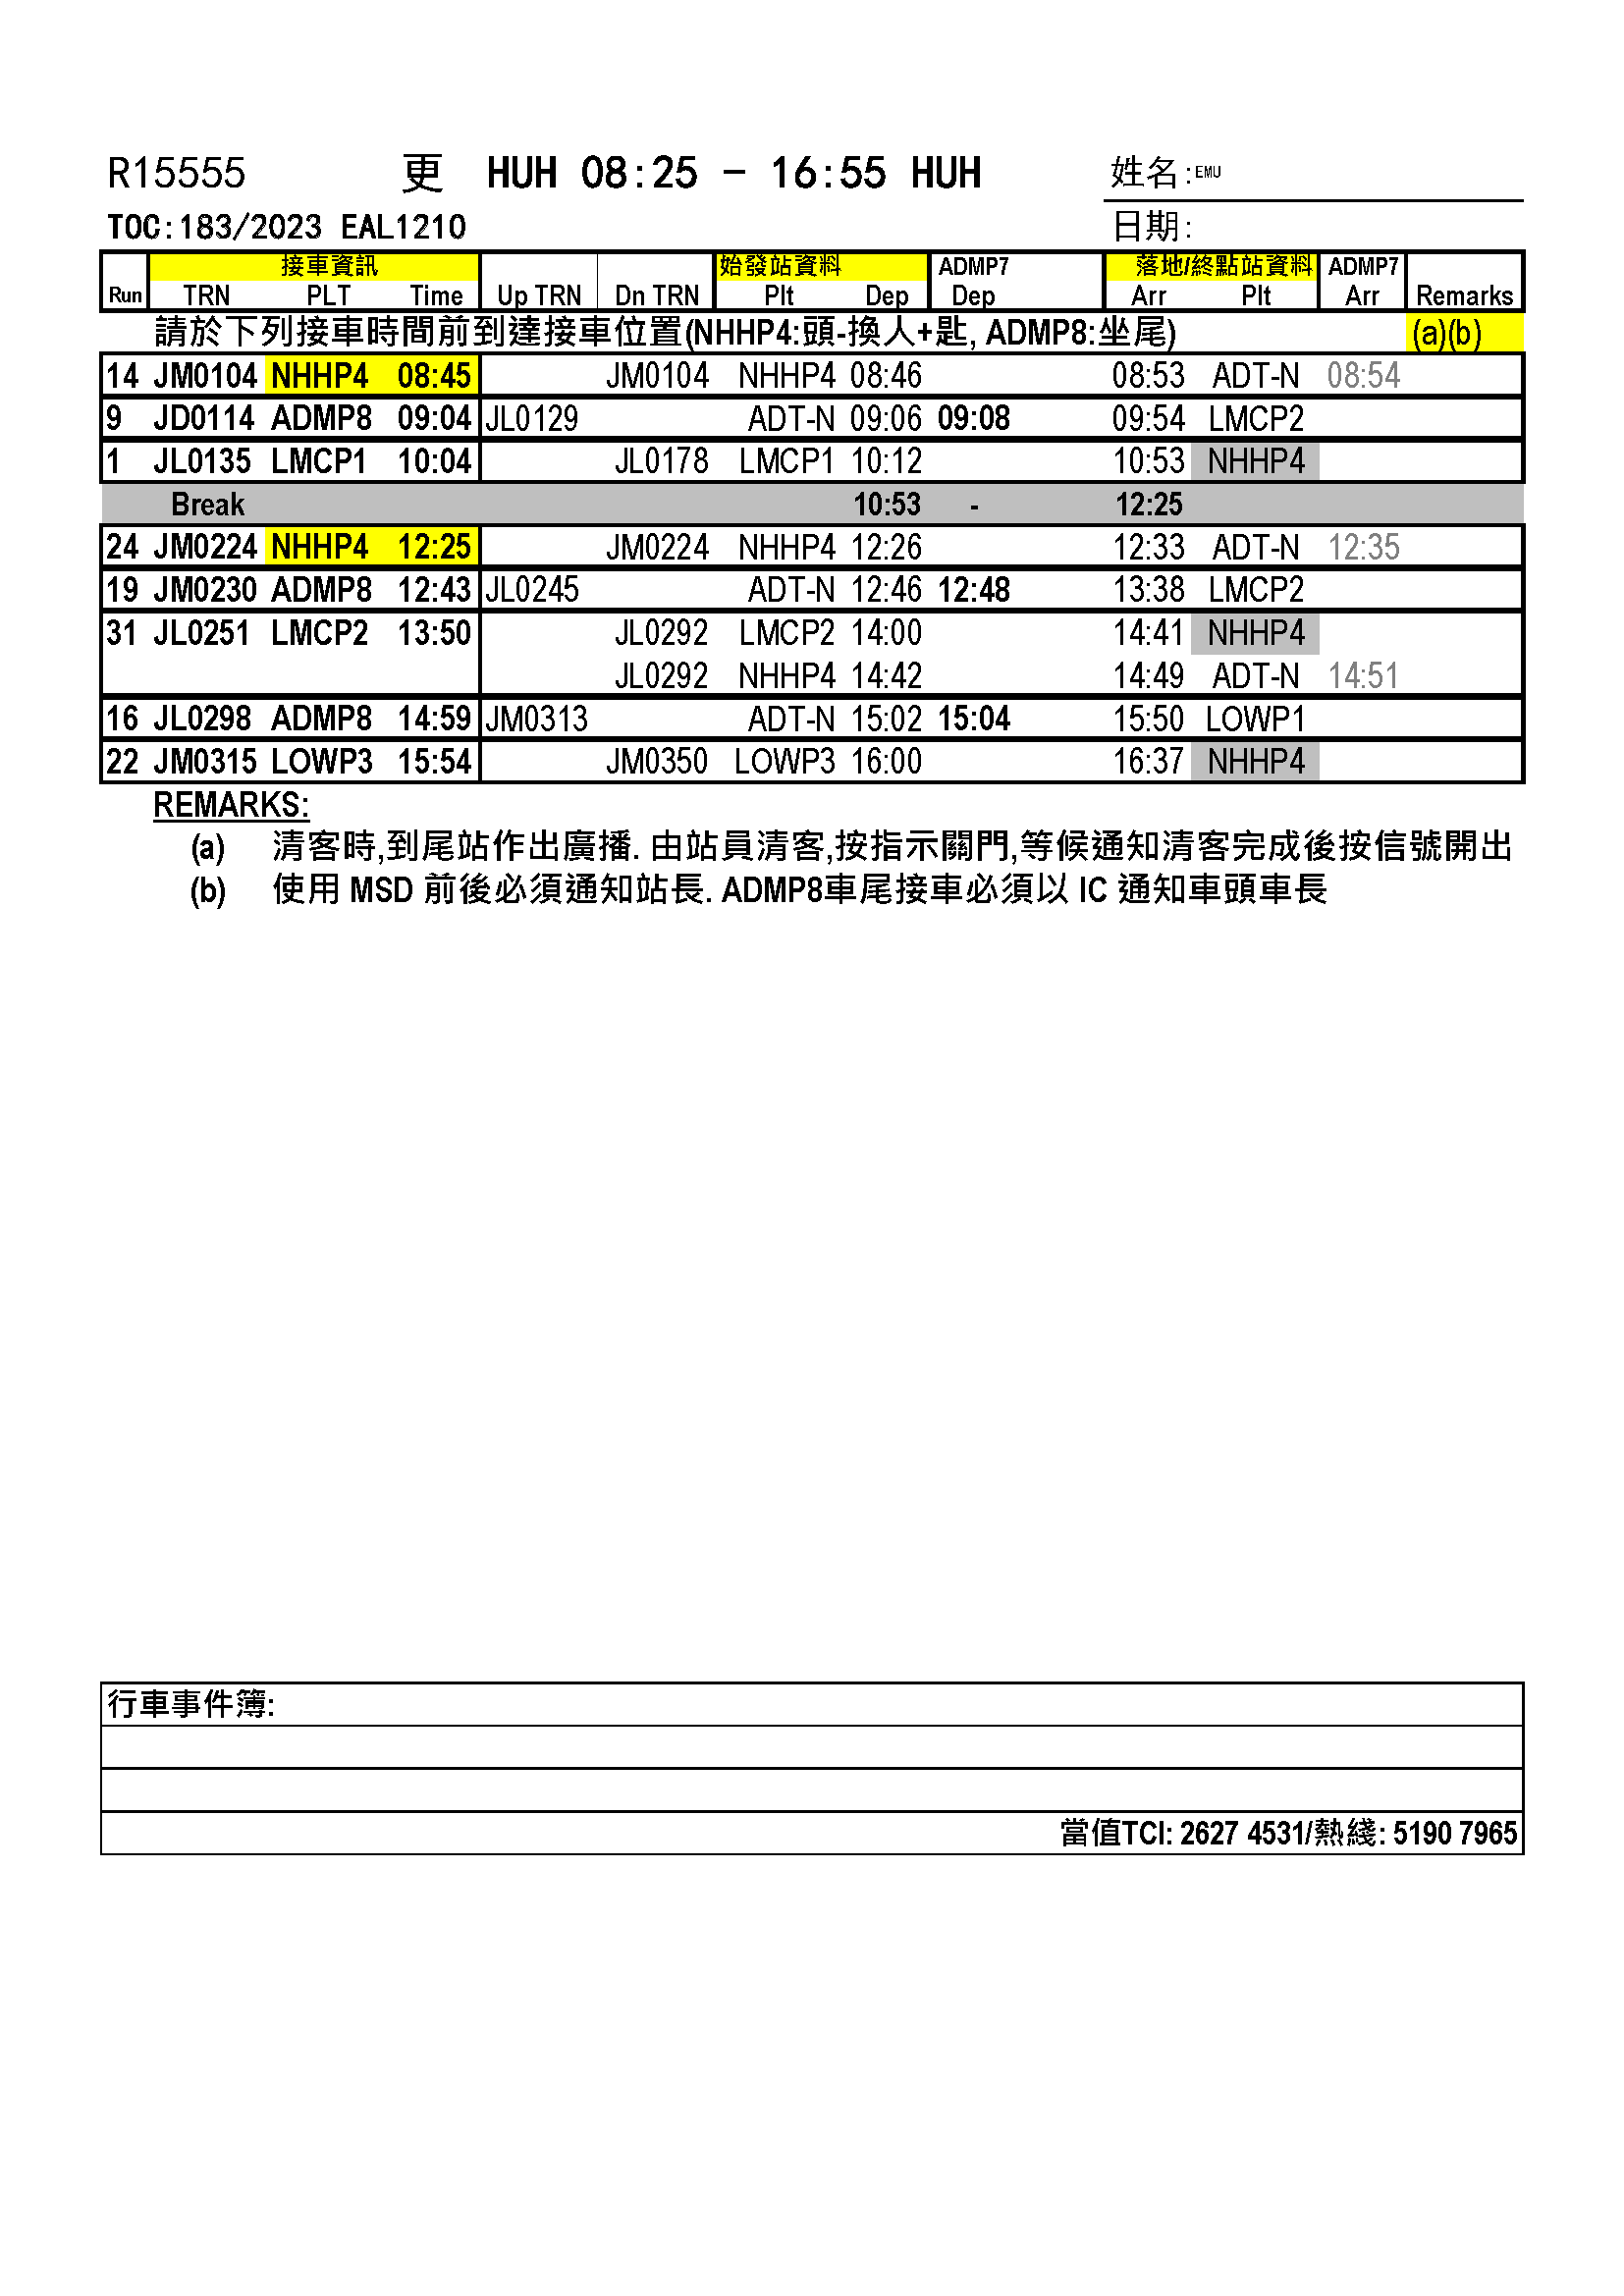 R15555 更 HUH 08:25 - 16:55 HUH 姓名:EMU
TOC:183/2023 EAL1210 日期:
接車資訊 始發站資料 ADMP7 落地/終點站資料 ADMP7
Run TRN PLT Time Up TRN Dn TRN Plt Dep Dep Arr Plt Arr Remarks
請於下列接車時間前到達接車位置(NHHP4:頭-換人+匙, ADMP8:坐尾) (a)(b)
14 JM0104 NHHP4 08:45 JM0104 NHHP4 08:46 08:53 ADT-N 08:54
9 JD0114 ADMP8 09:04 JL0129 ADT-N 09:06 09:08 09:54 LMCP2
1 JL0135 LMCP1 10:04 JL0178 LMCP1 10:12 10:53 NHHP4
Break 10:53 - 12:25
24 JM0224 NHHP4 12:25 JM0224 NHHP4 12:26 12:33 ADT-N 12:35
19 JM0230 ADMP8 12:43 JL0245 ADT-N 12:46 12:48 13:38 LMCP2
31 JL0251 LMCP2 13:50 JL0292 LMCP2 14:00 14:41 NHHP4
JL0292 NHHP4 14:42 14:49 ADT-N 14:51
16 JL0298 ADMP8 14:59 JM0313 ADT-N 15:02 15:04 15:50 LOWP1
22 JM0315 LOWP3 15:54 JM0350 LOWP3 16:00 16:37 NHHP4
REMARKS:
(a) 清客時,到尾站作出廣播. 由站員清客,按指示關門,等候通知清客完成後按信號開出
(b) 使用 MSD 前後必須通知站長. ADMP8車尾接車必須以 IC 通知車頭車長
行車事件簿:
當值TCI: 2627 4531/熱綫: 5190 7965